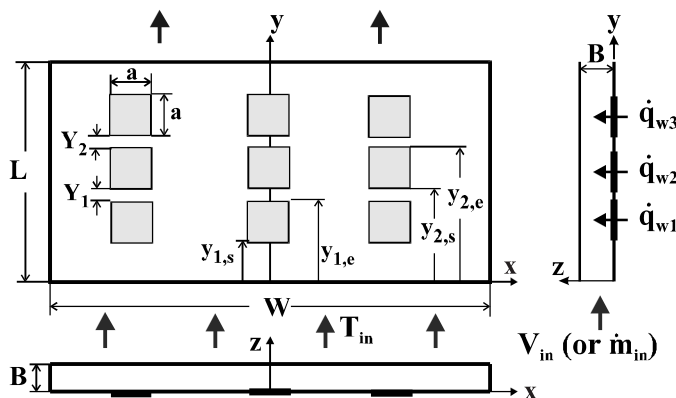 y
y
B
a
a
q̇w3
Y2
L
q̇w2
Y1
y2,e
q̇w1
y2,s
y1,s
y1,e
x
z
W
Tin
z
Vin (or ṁin)
B
x